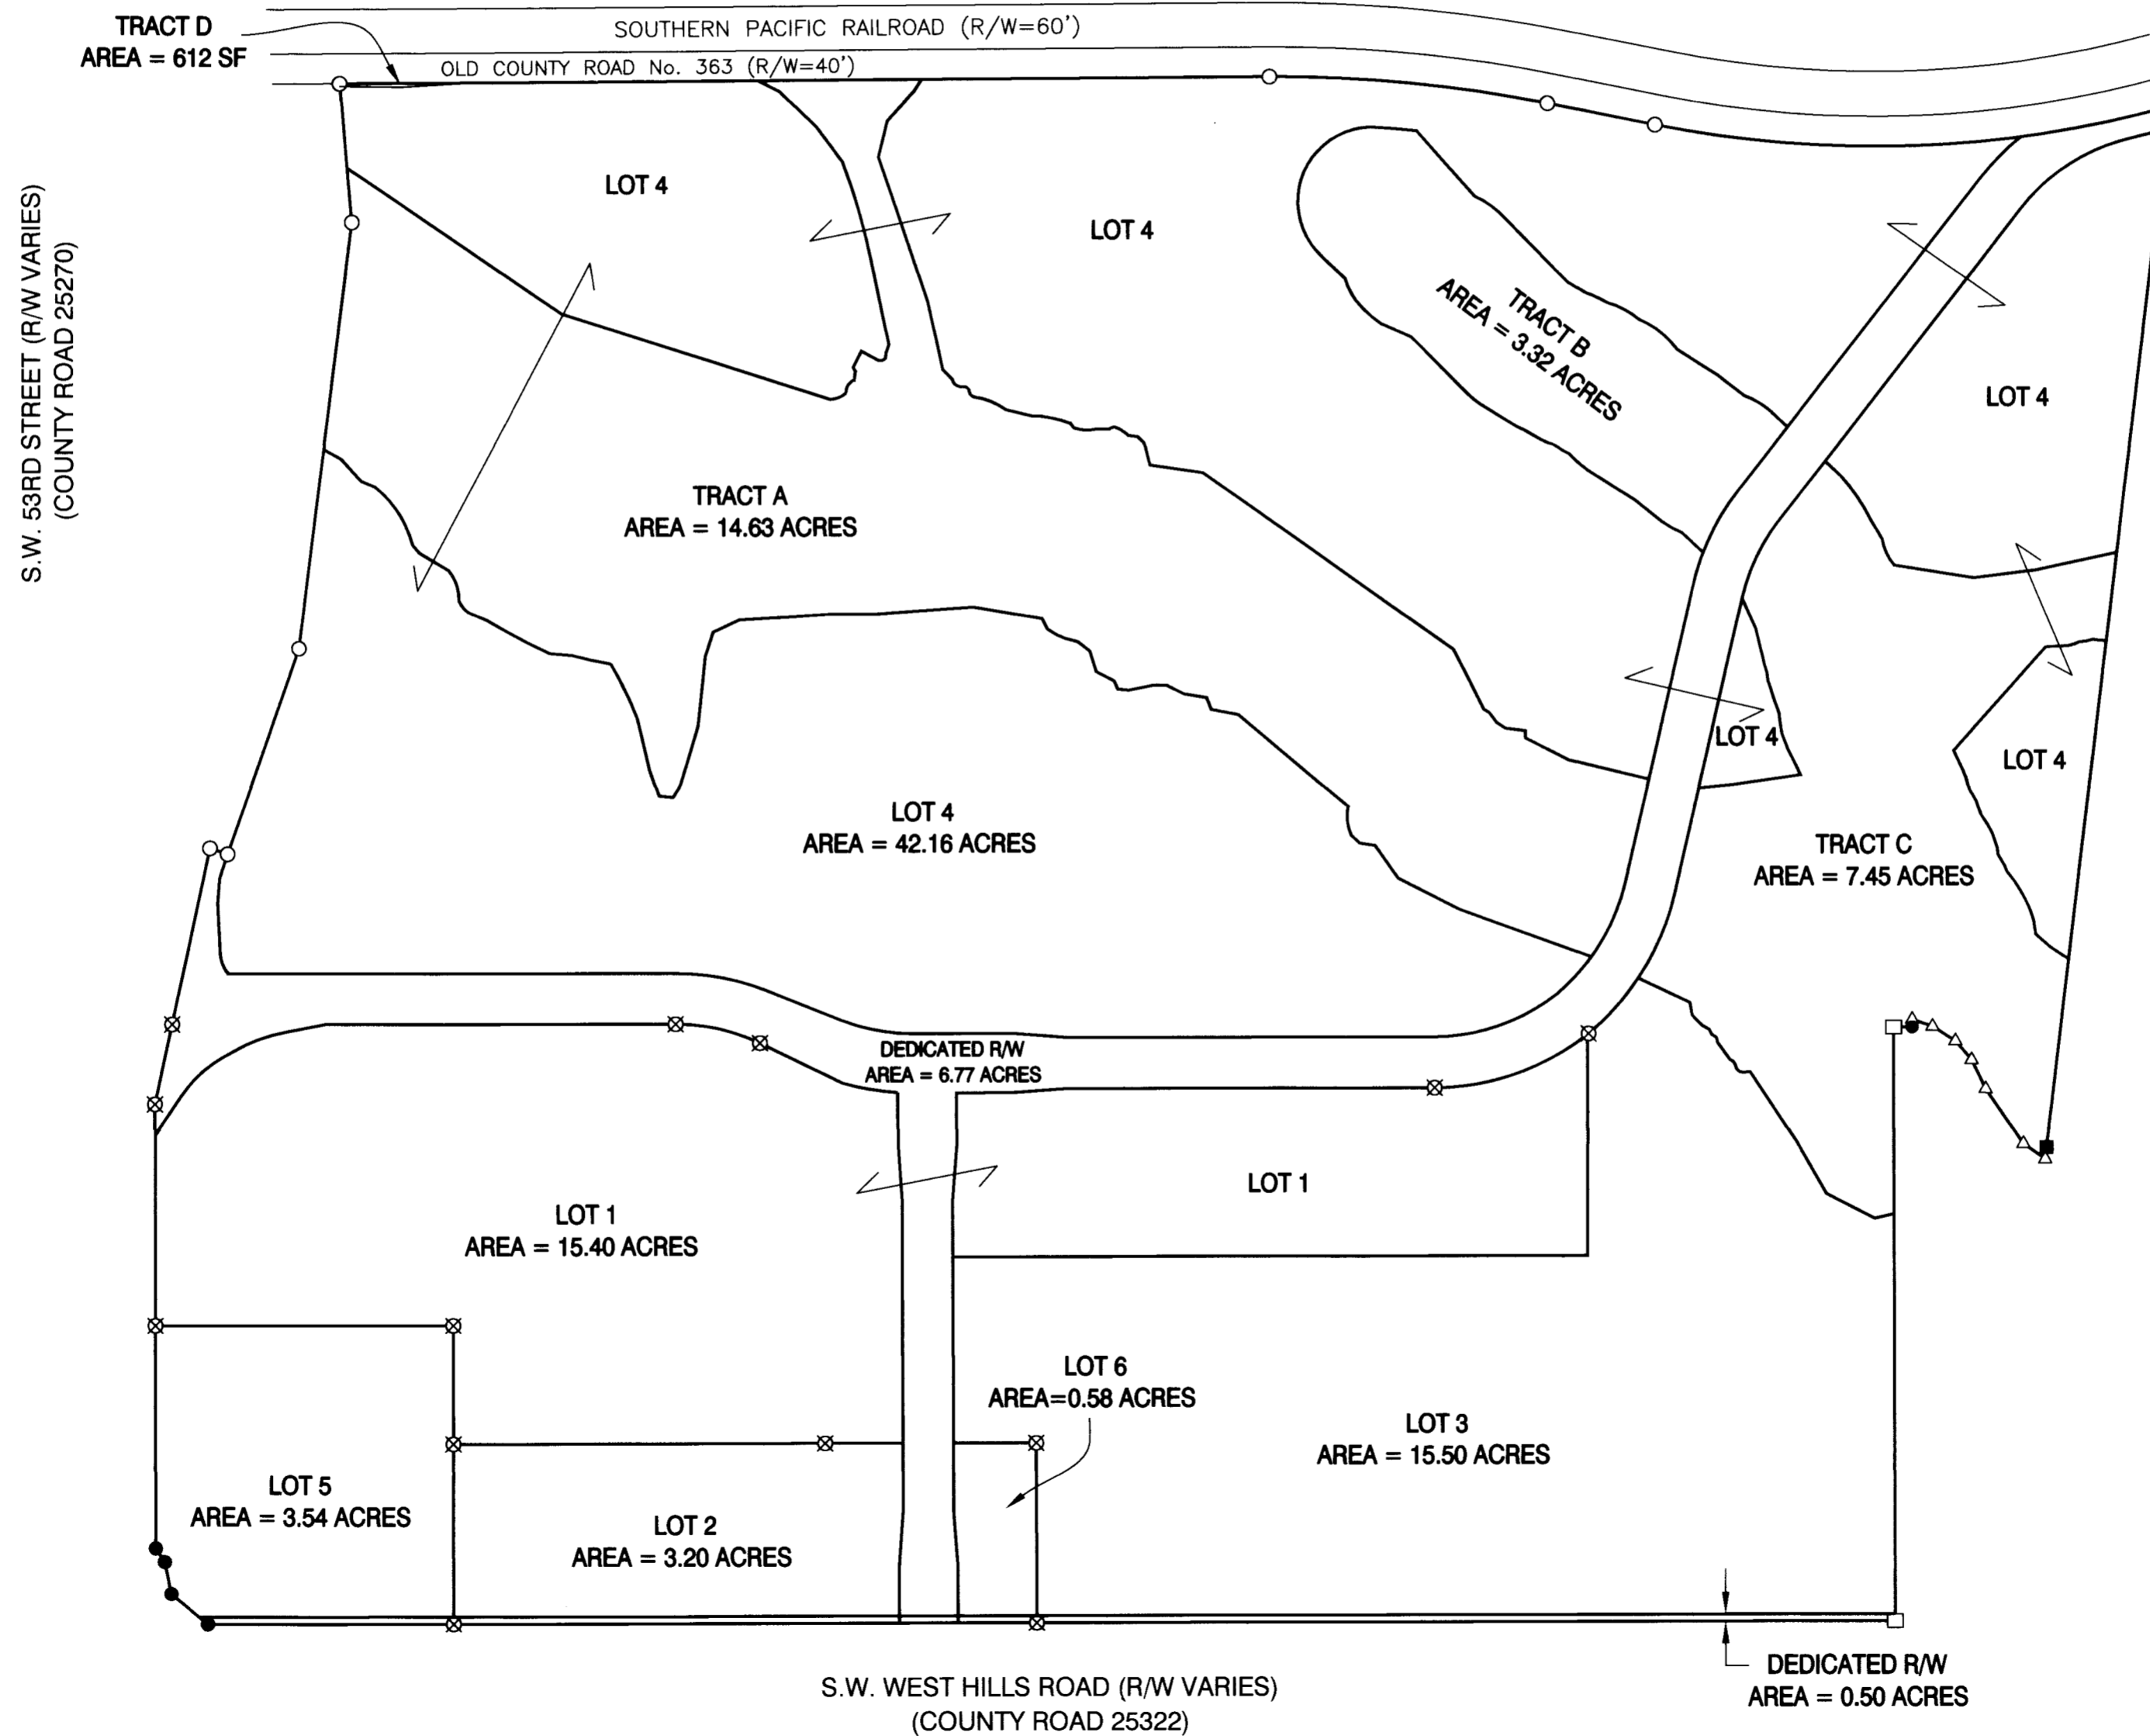 TRACT D
AREA = 612 SF
SOUTHERN PACIFIC RAILROAD (R/W=60')
OLD COUNTY ROAD No. 363 (R/W=40')
S.W. 53RD STREET (R/W VARIES)
(COUNTY ROAD 25270)
LOT 4
LOT 4
TRACT B
AREA = 3.32 ACRES
LOT 4
TRACT A
AREA = 14.63 ACRES
LOT 4
LOT 4
LOT 4
AREA = 42.16 ACRES
TRACT C
AREA = 7.45 ACRES
DEDICATED R/W
AREA = 6.77 ACRES
LOT 1
LOT 1
AREA = 15.40 ACRES
LOT 6
AREA=0.58 ACRES
LOT 3
AREA = 15.50 ACRES
LOT 5
AREA = 3.54 ACRES
LOT 2
AREA = 3.20 ACRES
DEDICATED R/W
AREA = 0.50 ACRES
S.W. WEST HILLS ROAD (R/W VARIES)
(COUNTY ROAD 25322)